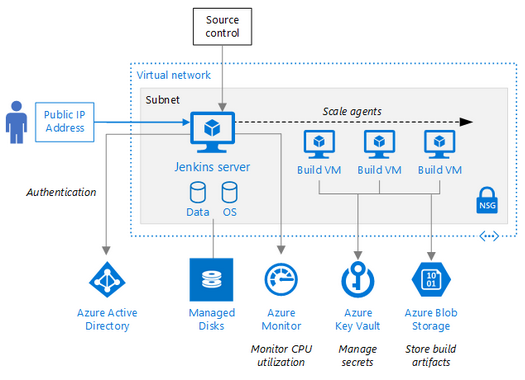 Source
control
Virtual network
Subnet
Scale agents
Public IP
Address
Jenkins server
Build VM
Build VM
Build VM
Authentication
Data
OS
NSG
Azure Active
Directory
Managed
Disks
Azure
Monitor
Azure
Key Vault
10
01
Azure Blob
Storage
Monitor CPU
utilization
Manage
secrets
Store build
artifacts